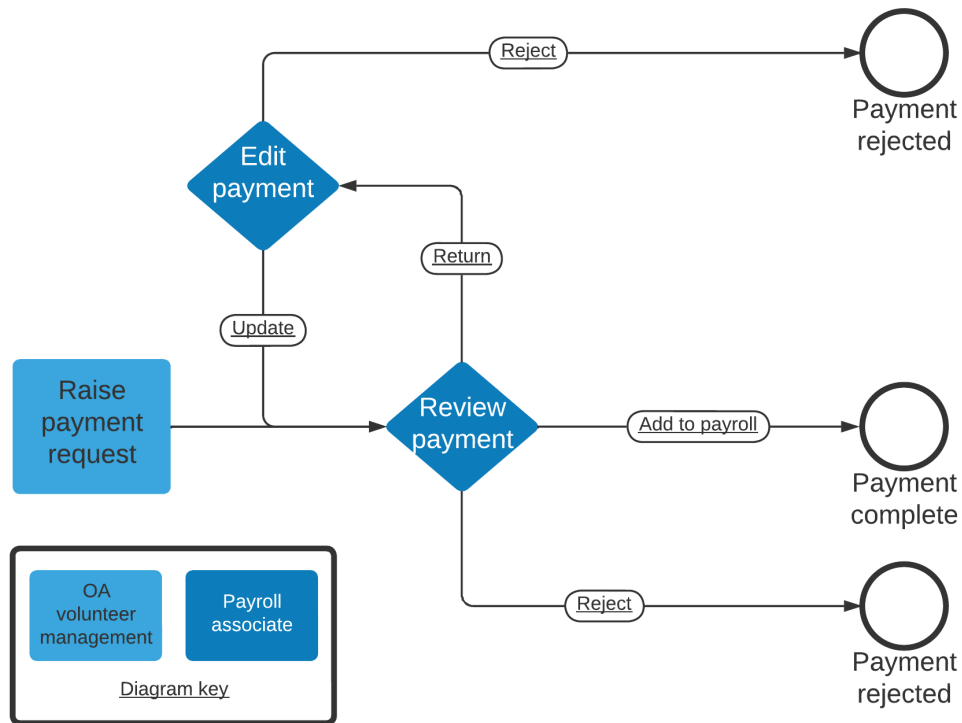 Reject
Payment
rejected
Edit
payment
Return
Update
Raise
payment
request
Review
payment
Add to payroll
Payment
complete
OA
volunteer
management
Payroll
associate
Diagram key
Reject
Payment
rejected